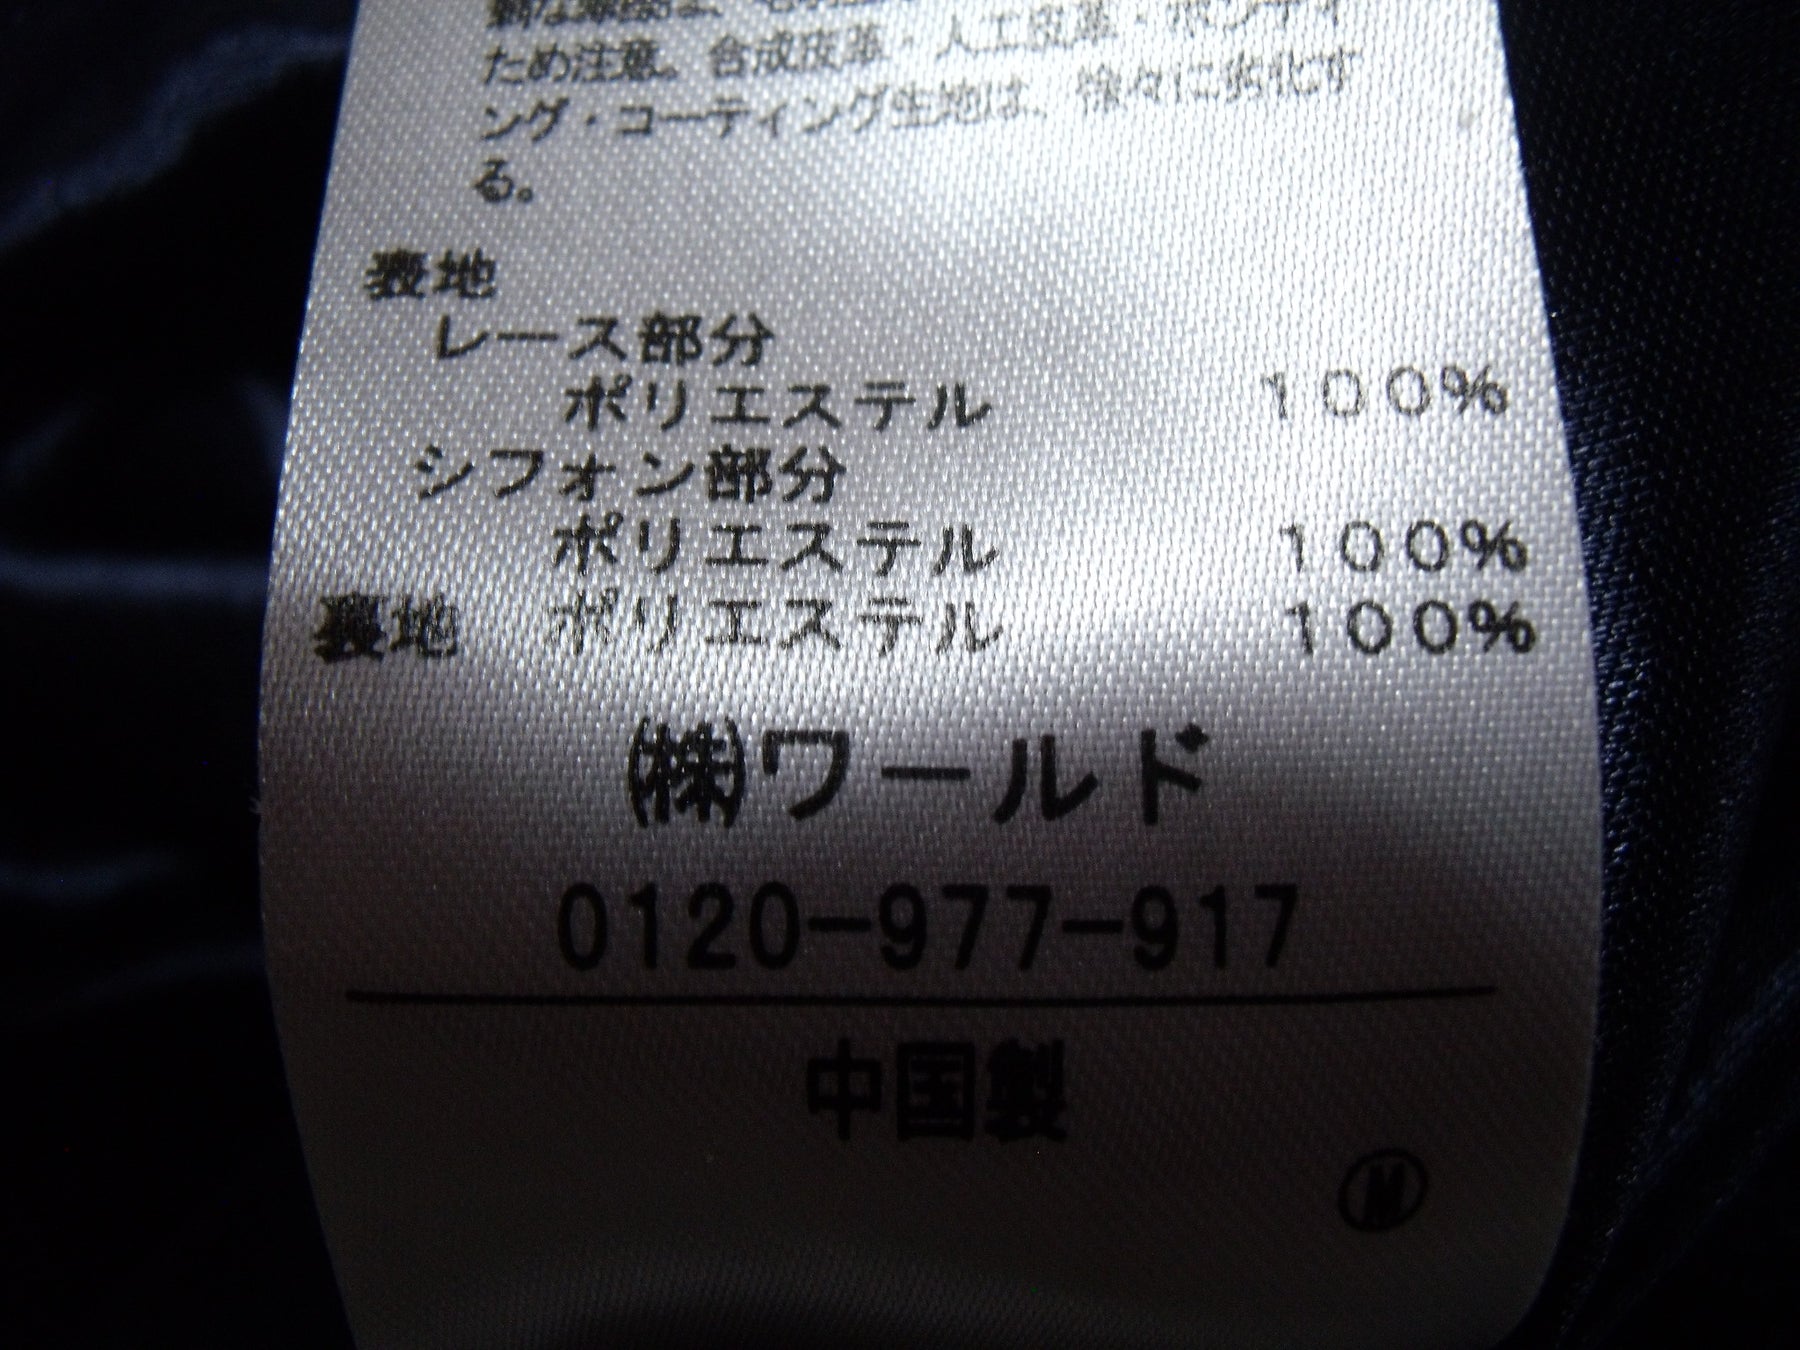 ため注意。合成皮革・人工皮革・ボンディ
ング・コーティング生地は、徐々に劣化す
る。
表地
レース部分
ポリエステル 100%
シフォン部分
ポリエステル 100%
裏地 ポリエステル 100%
㈱ワールド
0120-977-917
中国製
Ⓜ